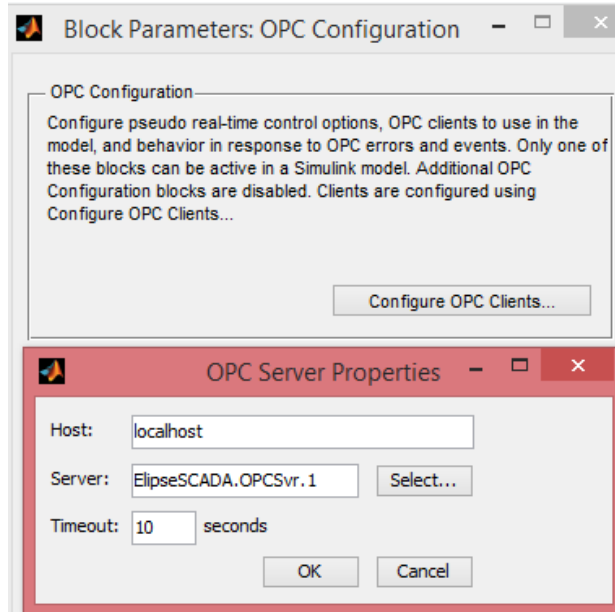 Block Parameters: OPC Configuration
OPC Configuration
Configure pseudo real-time control options, OPC clients to use in the
model, and behavior in response to OPC errors and events. Only one of
these blocks can be active in a Simulink model. Additional OPC
Configuration blocks are disabled. Clients are configured using
Configure OPC Clients...
Configure OPC Clients...
OPC Server Properties
Host: localhost
Server: ElipseSCADA.OPCSvr.1 Select...
Timeout: 10 seconds
OK Cancel